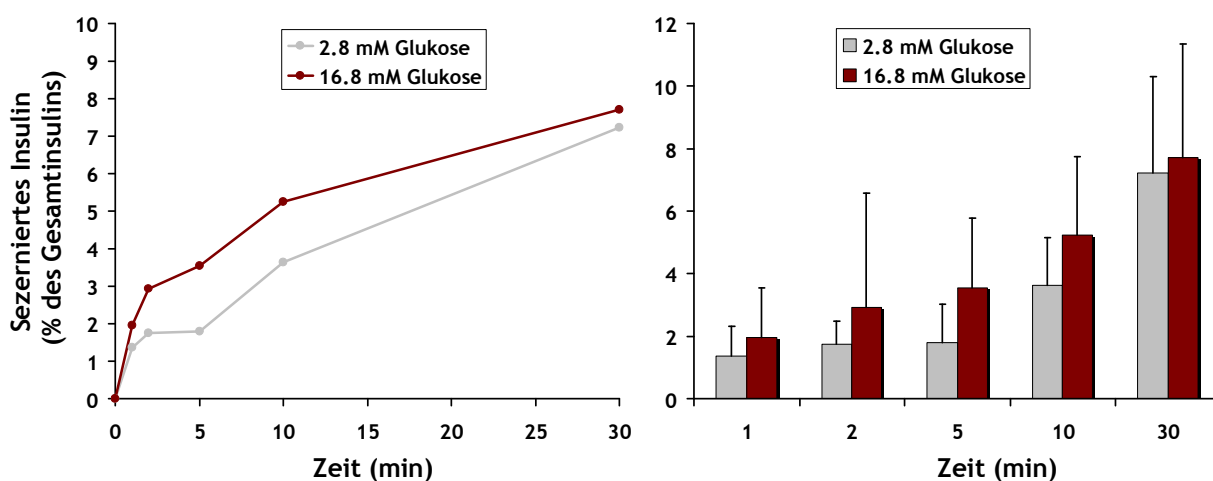 Sezerniertes Insulin
(% des Gesamtinsulins)
10
9
8
7
6
5
4
3
2
1
0
2.8 mM Glukose
16.8 mM Glukose
0 5 10 15 20 25 30
Zeit (min)
12
10
8
6
4
2
0
2.8 mM Glukose
16.8 mM Glukose
1 2 5 10 30
Zeit (min)